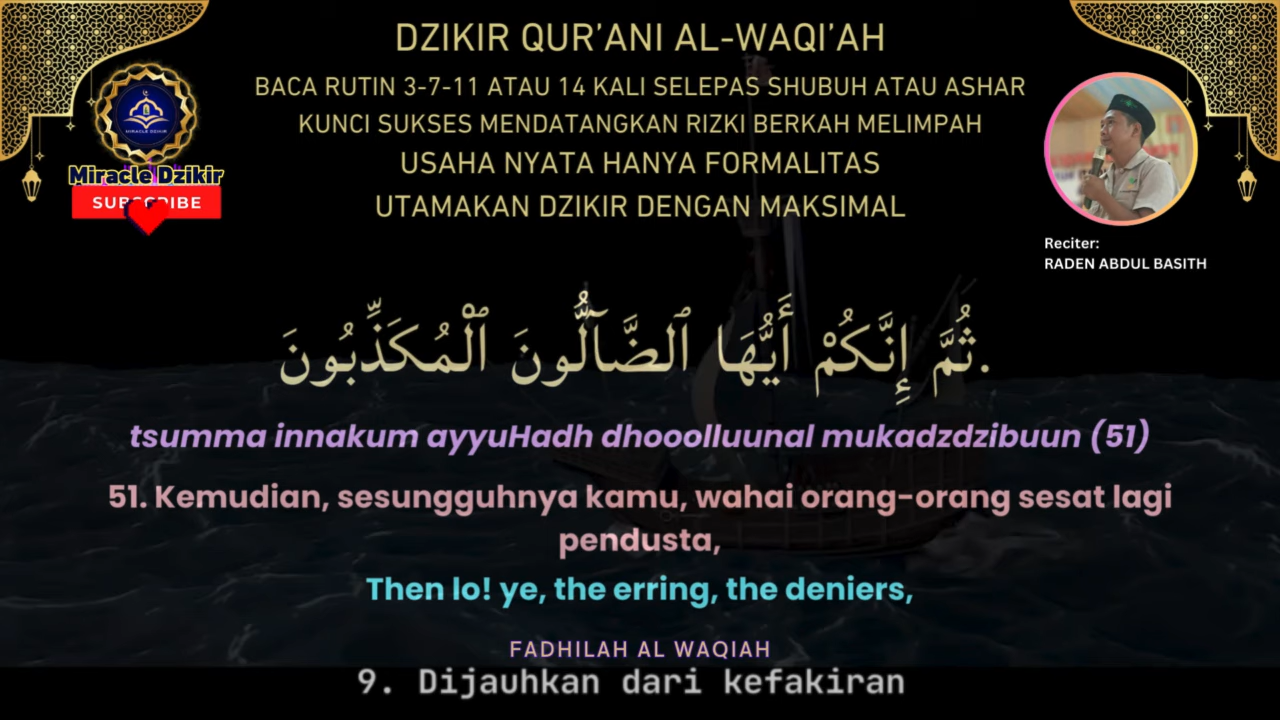 DZIKIR QUR'ANI AL-WAQI'AH
BACA RUTIN 3-7-11 ATAU 14 KALI SELEPAS SHUBUH ATAU ASHAR
KUNCI SUKSES MENDATANGKAN RIZKI BERKAH MELIMPAH
USAHA NYATA HANYA FORMALITAS
UTAMAKAN DZIKIR DENGAN MAKSIMAL
MIRACLE DZIKIR
Miracle Dzikir
SUBSCRIBE
Reciter:
RADEN ABDUL BASITH
ثُمَّ إِنَّكُمْ أَيُّهَا ٱلضَّآلُّونَ ٱلْمُكَذِّبُونَ.
tsumma innakum ayyuHadh dhooolluunal mukadzdzibuun (51)
51. Kemudian, sesungguhnya kamu, wahai orang-orang sesat lagi
pendusta,
Then lo! ye, the erring, the deniers,
FADHILAH AL WAQIAH
9. Dijauhkan dari kefakiran